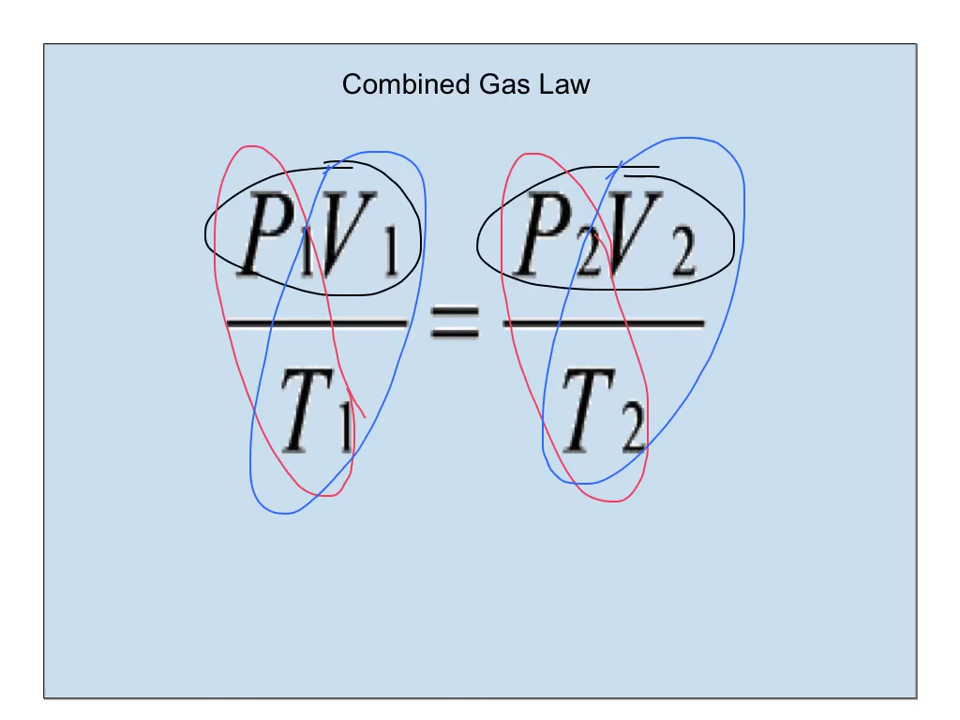 Combined Gas Law
P1V1 = P2V2
T1 T2